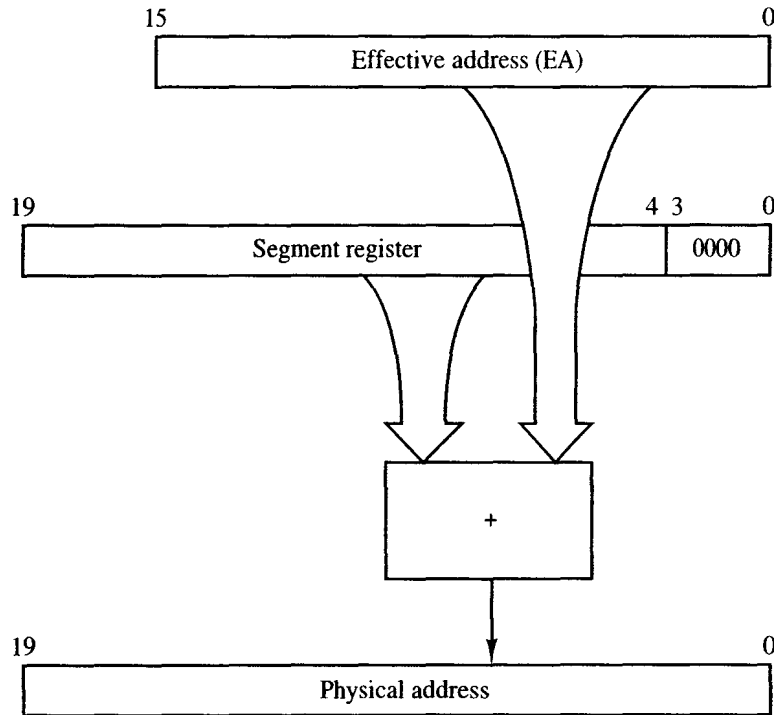 15 0
Effective address (EA)
19 4 3 0
Segment register 0000
+
19 0
Physical address